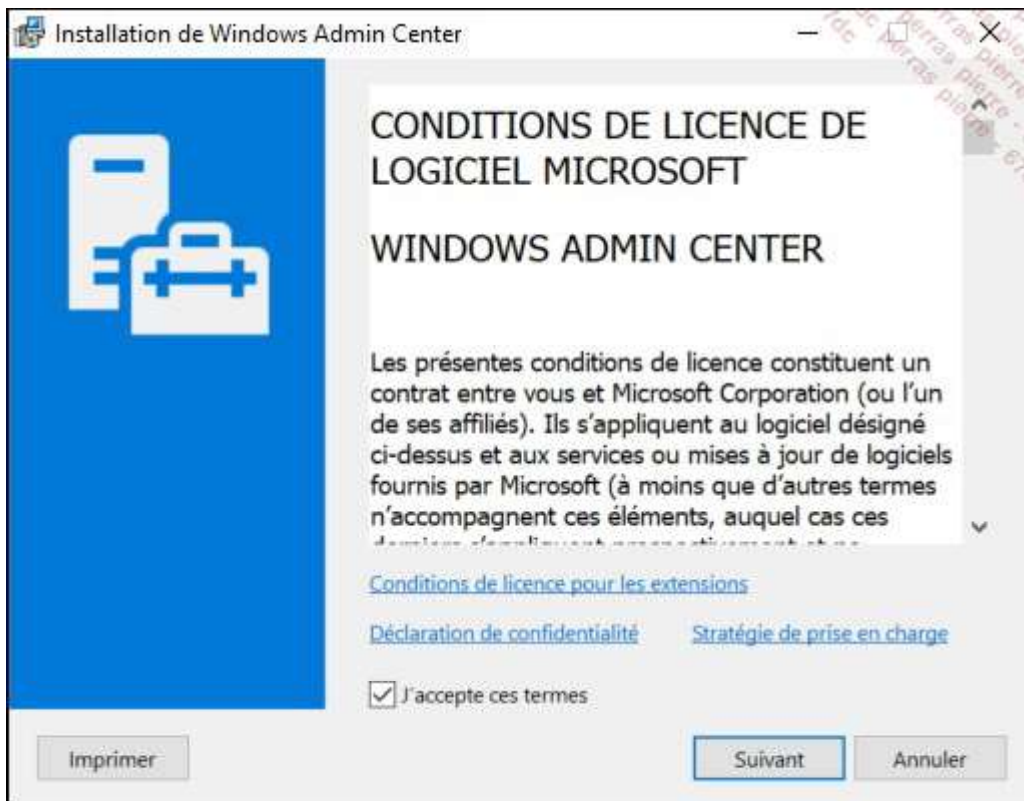 Installation de Windows Admin Center
CONDITIONS DE LICENCE DE
LOGICIEL MICROSOFT
WINDOWS ADMIN CENTER
Les présentes conditions de licence constituent un
contrat entre vous et Microsoft Corporation (ou l’un
de ses affiliés). Ils s’appliquent au logiciel désigné
ci-dessus et aux services ou mises à jour de logiciels
fournis par Microsoft (à moins que d’autres termes
n’accompagnent ces éléments, auquel cas ces
Conditions de licence pour les extensions
Déclaration de confidentialité
Stratégie de prise en charge
J'accepte ces termes
Imprimer
Suivant
Annuler